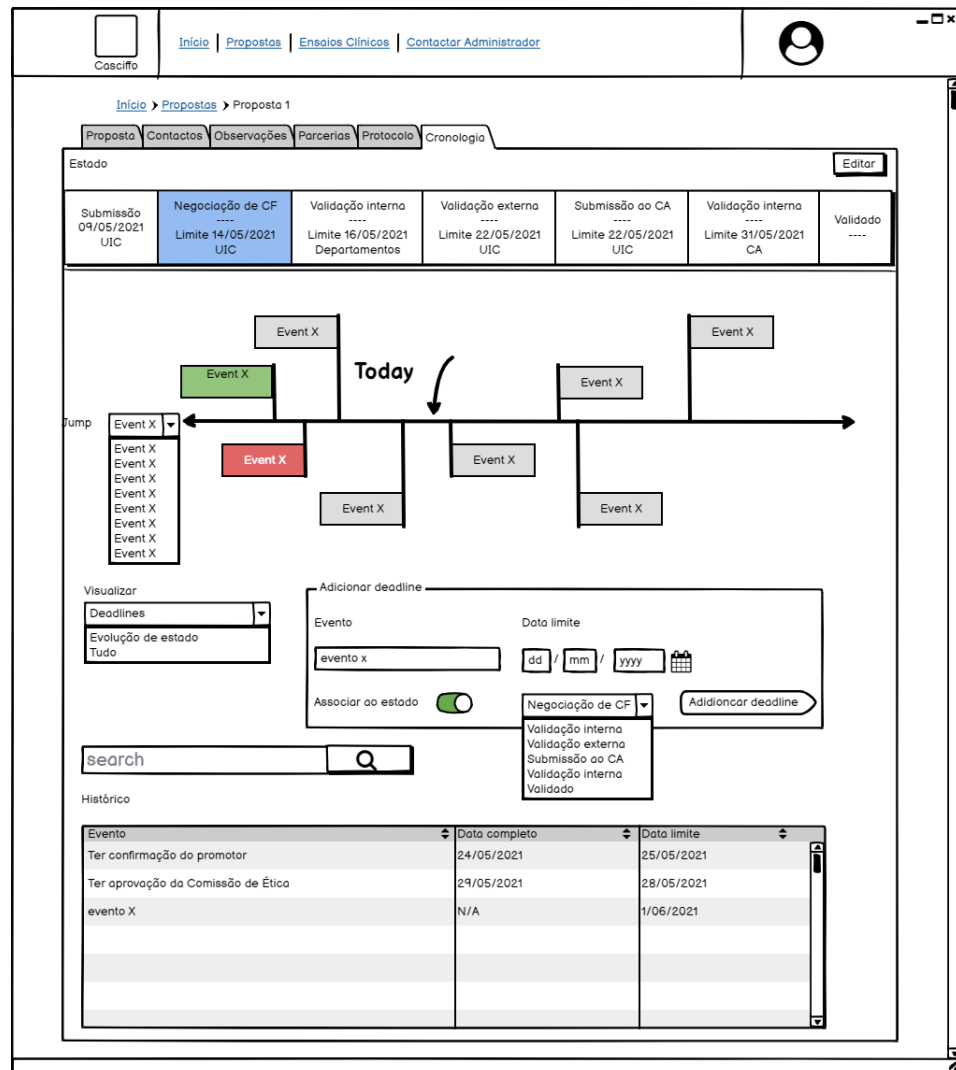 Casciffo
Início Propostas Ensaios Clínicos Contactar Administrador
Início Propostas Proposta 1
Proposta Contactos Observações Parcerias Protocolo Cronologia
Estado
Editar
Submissão
09/05/2021
UIC
Negociação de CF
----
Limite 14/05/2021
UIC
Validação interna
----
Limite 16/05/2021
Departamentos
Validação externa
----
Limite 22/05/2021
UIC
Submissão ao CA
----
Limite 22/05/2021
UIC
Validação interna
----
Limite 31/05/2021
CA
Validado
----
Event X
Event X
Event X
Today
Event X
Jump
Event X
Event X
Event X
Event X
Event X
Event X
Event X
Event X
Event X
Event X
Event X
Event X
Event X
Visualizar
Deadlines
Evolução de estado
Tudo
Adicionar deadline
Evento
Data limite
evento x
dd / mm / yyyy
Associar ao estado
Negociação de CF
Adidioncar deadline
Validação interna
Validação externa
Submissão ao CA
Validação interna
Validado
search
Histórico
Evento Data completo Data limite
Ter confirmação do promotor 24/05/2021 25/05/2021
Ter aprovação da Comissão de Ética 29/05/2021 28/05/2021
evento X N/A 1/06/2021